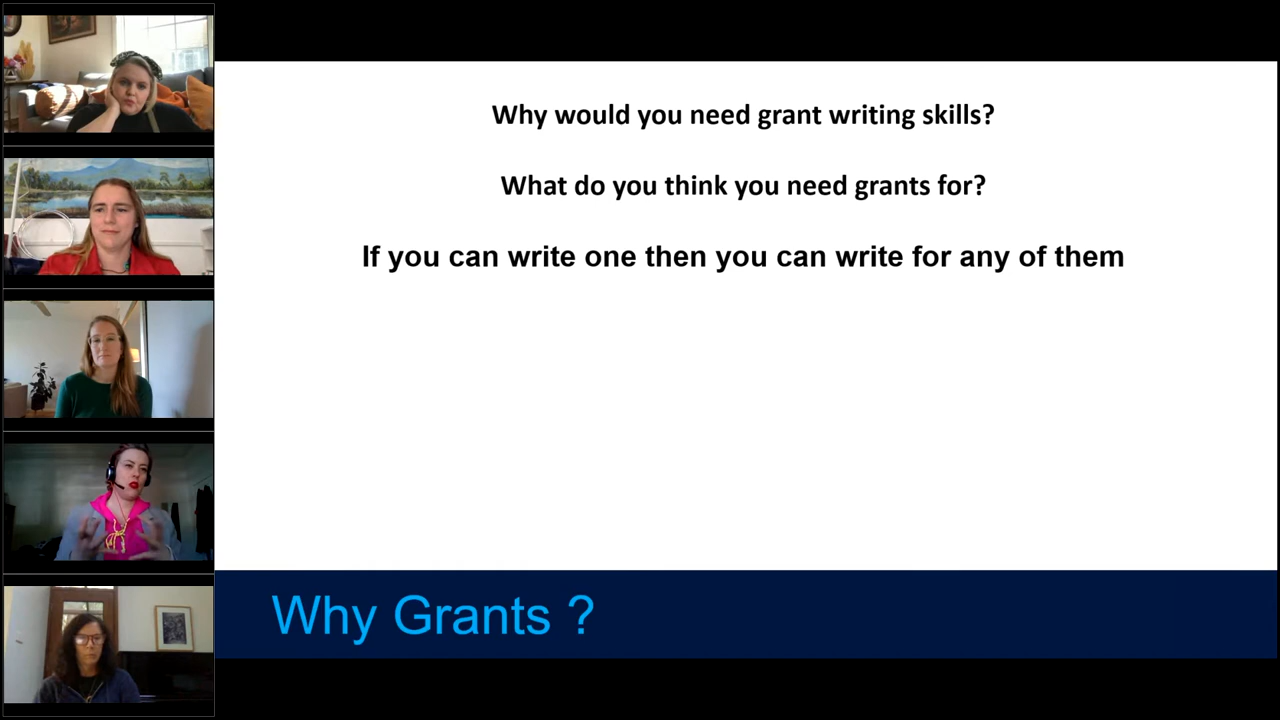 Why would you need grant writing skills?
What do you think you need grants for?
If you can write one then you can write for any of them
Why Grants ?